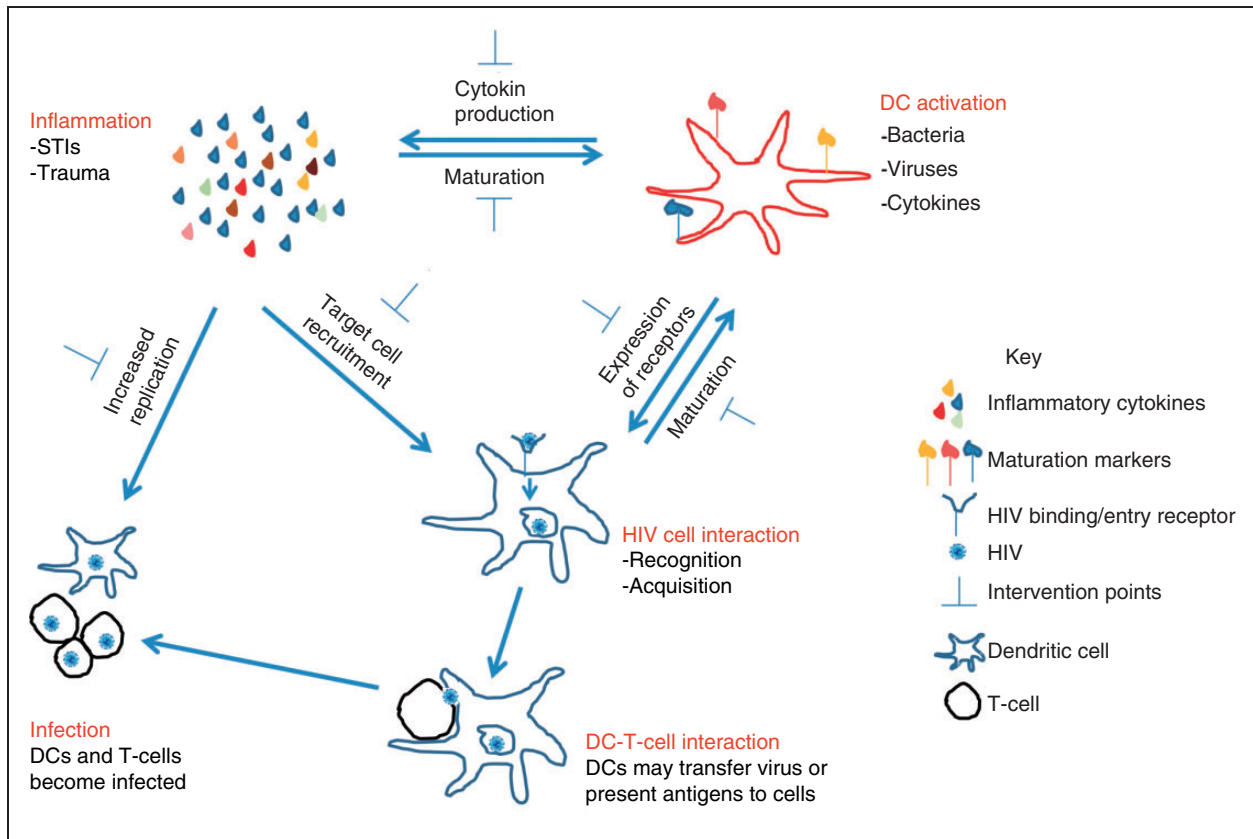 Cytokin
production
Maturation
Inflammation
-STIs
-Trauma
DC activation
-Bacteria
-Viruses
-Cytokines
Increased
replication
Target cell
recruitment
Expression
of receptors
Maturation
Key
Inflammatory cytokines
Maturation markers
HIV binding/entry receptor
HIV
Intervention points
Dendritic cell
T-cell
HIV cell interaction
-Recognition
-Acquisition
Infection
DCs and T-cells
become infected
DC-T-cell interaction
DCs may transfer virus or
present antigens to cells